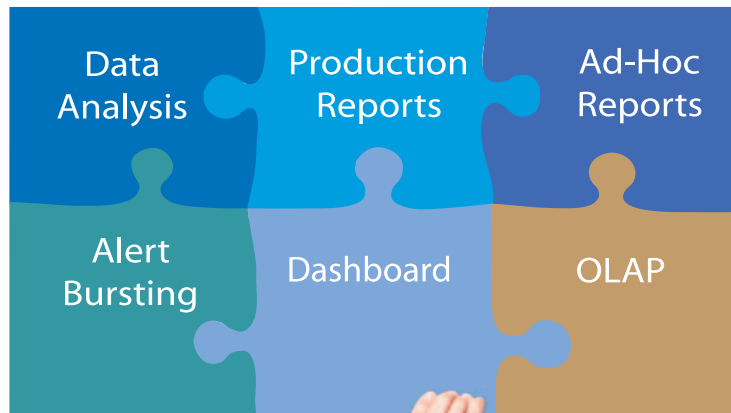 Data
Analysis
Production
Reports
Ad-Hoc
Reports
Alert
Bursting
Dashboard
OLAP